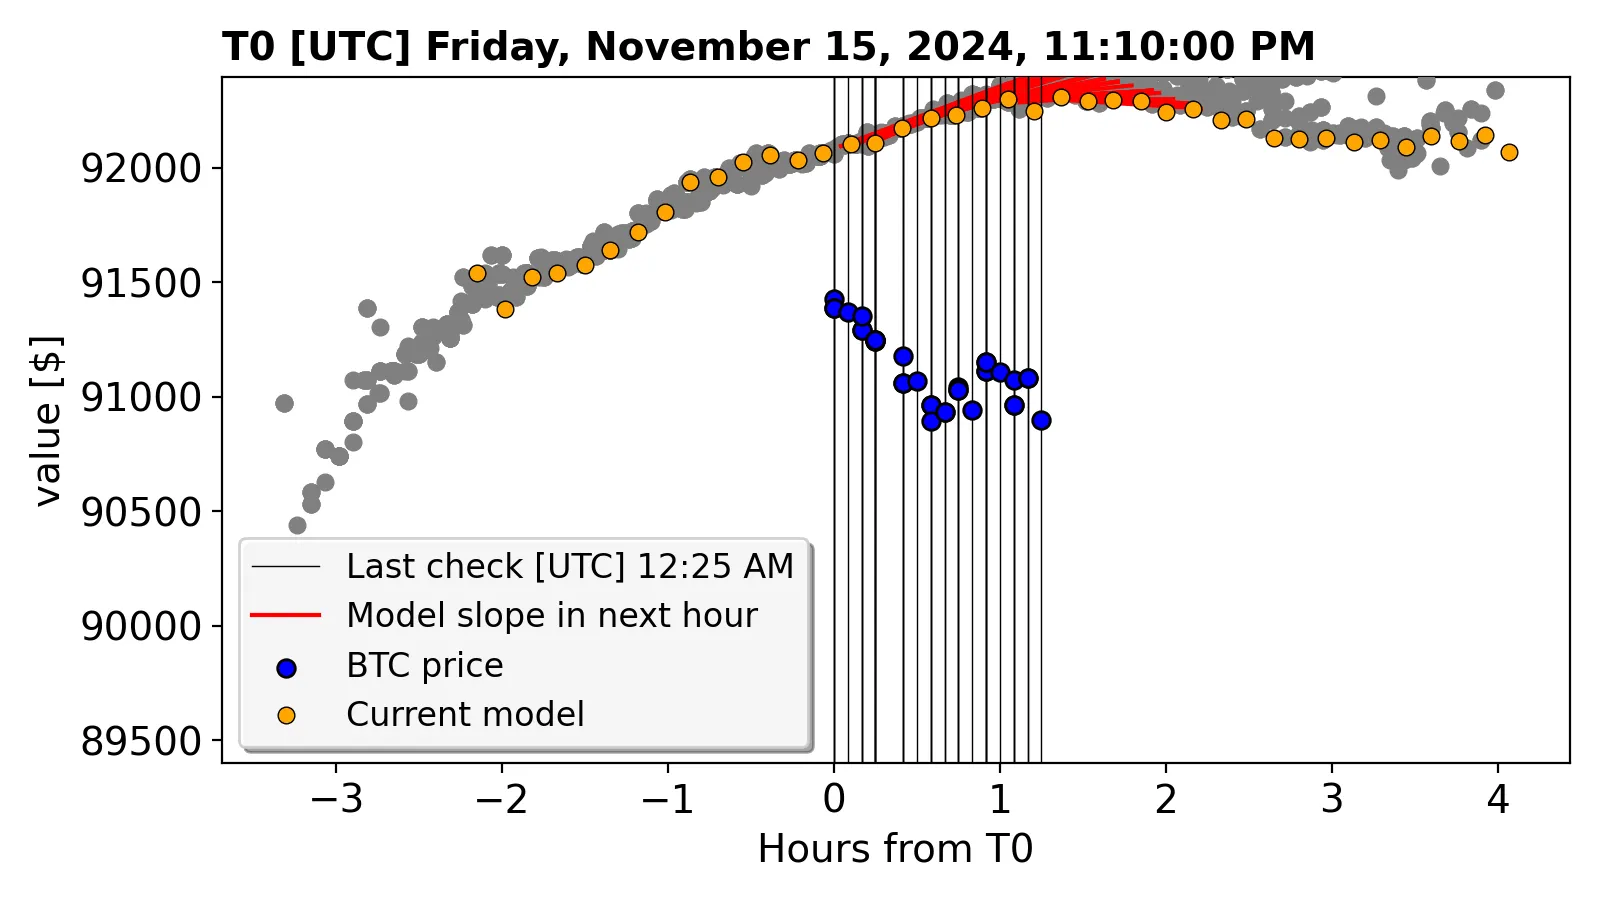 T0 [UTC] Friday, November 15, 2024, 11:10:00 PM
value [$]
92000
91500
91000
90500
90000
89500
Last check [UTC] 12:25 AM
Model slope in next hour
BTC price
Current model
−3 −2 −1 0 1 2 3 4
Hours from T0